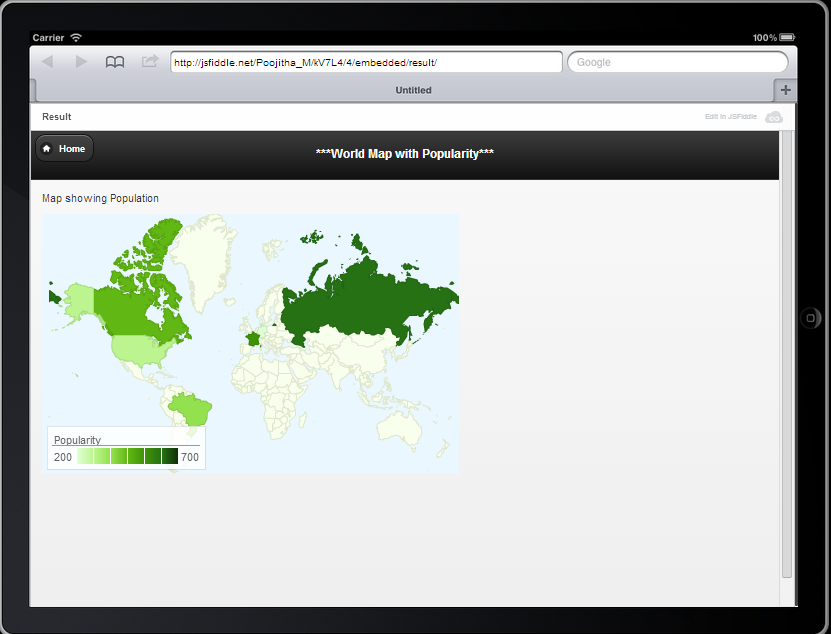 Carrier 100%
http://jsfiddle.net/Poojitha_M/kV7L4/4/embedded/result/ Google
Untitled +
Result Edit in JSFiddle
Home ***World Map with Popularity***
Map showing Population
Popularity
200 700